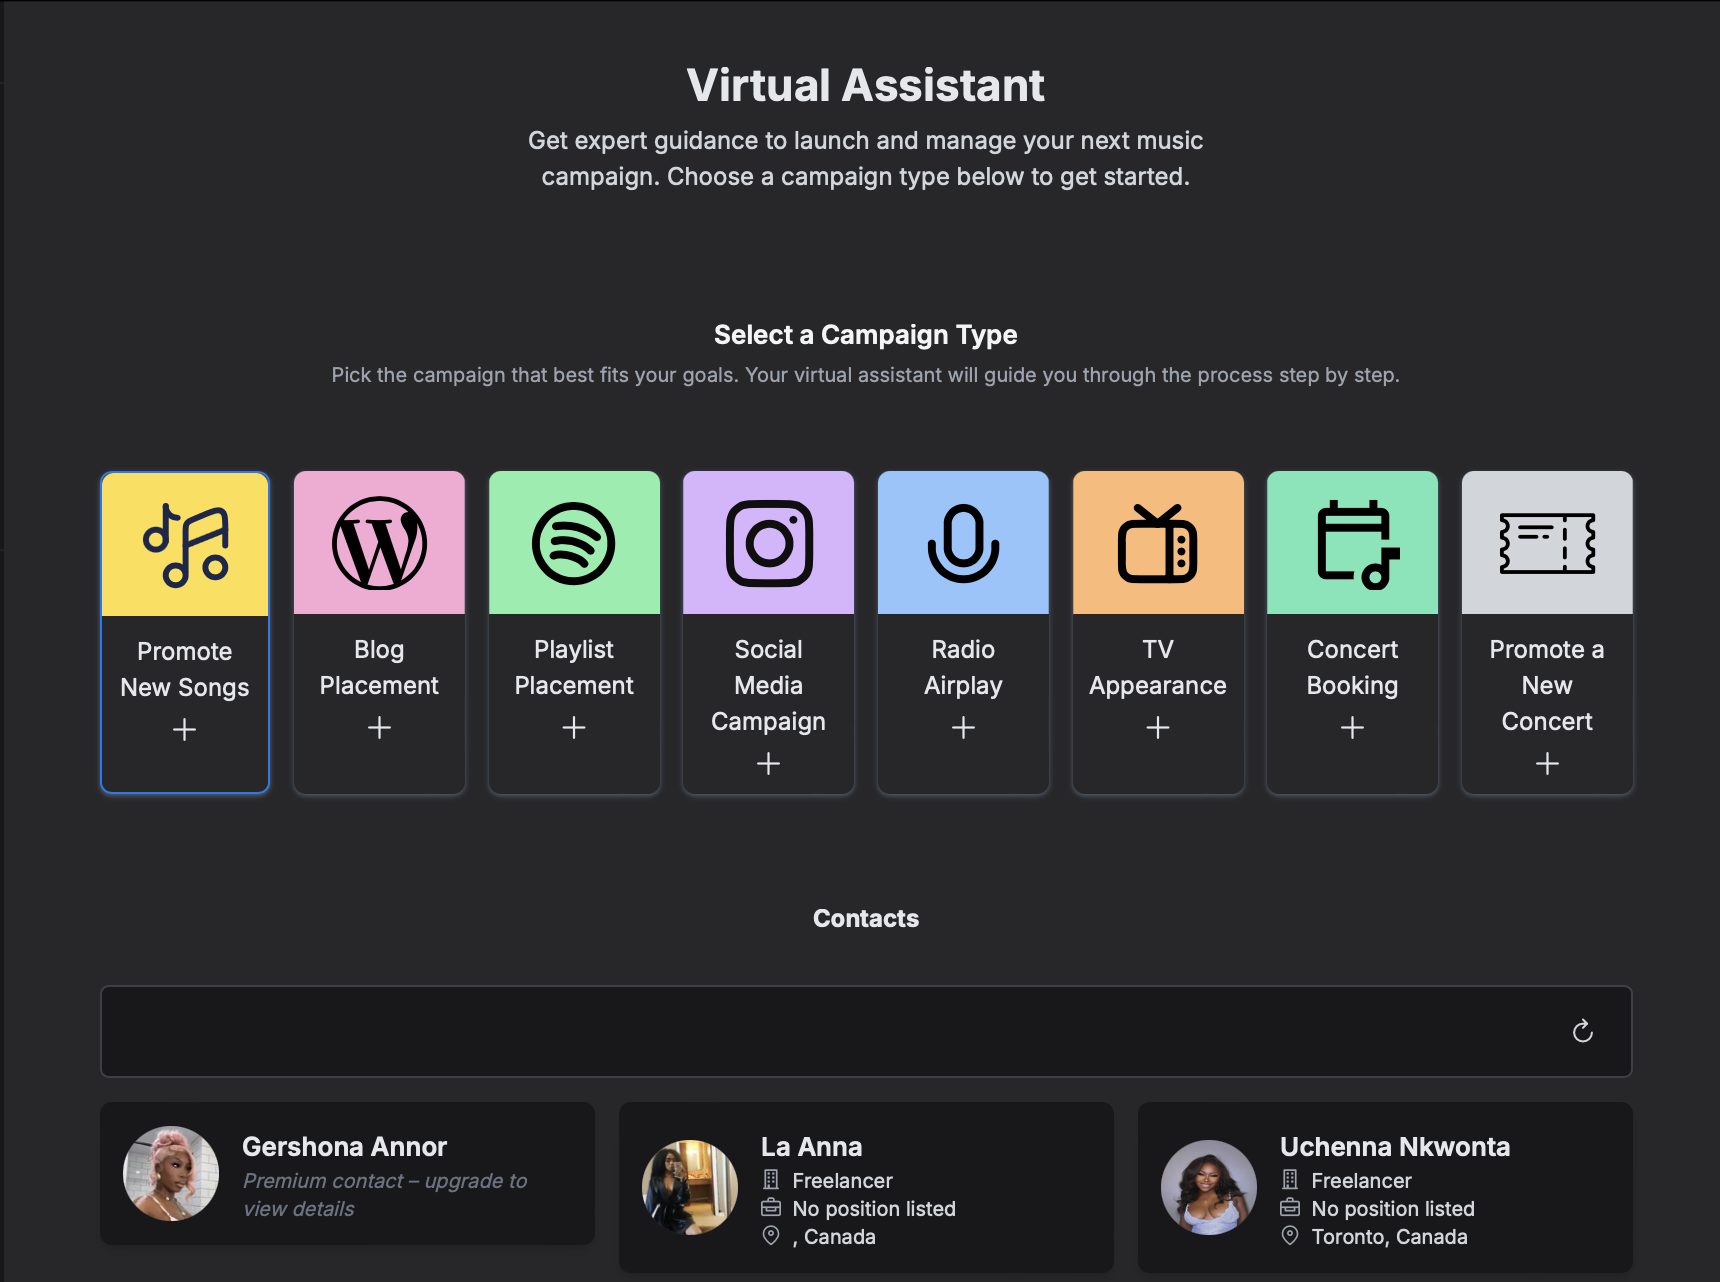 Virtual Assistant
Get expert guidance to launch and manage your next music
campaign. Choose a campaign type below to get started.
Select a Campaign Type
Pick the campaign that best fits your goals. Your virtual assistant will guide you through the process step by step.
Promote
New Songs
Blog
Placement
Playlist
Placement
Social
Media
Campaign
Radio
Airplay
TV
Appearance
Concert
Booking
Promote a
New
Concert
Contacts
Gershona Annor
Premium contact – upgrade to
view details
La Anna
Freelancer
No position listed
, Canada
Uchenna Nkwonta
Freelancer
No position listed
Toronto, Canada